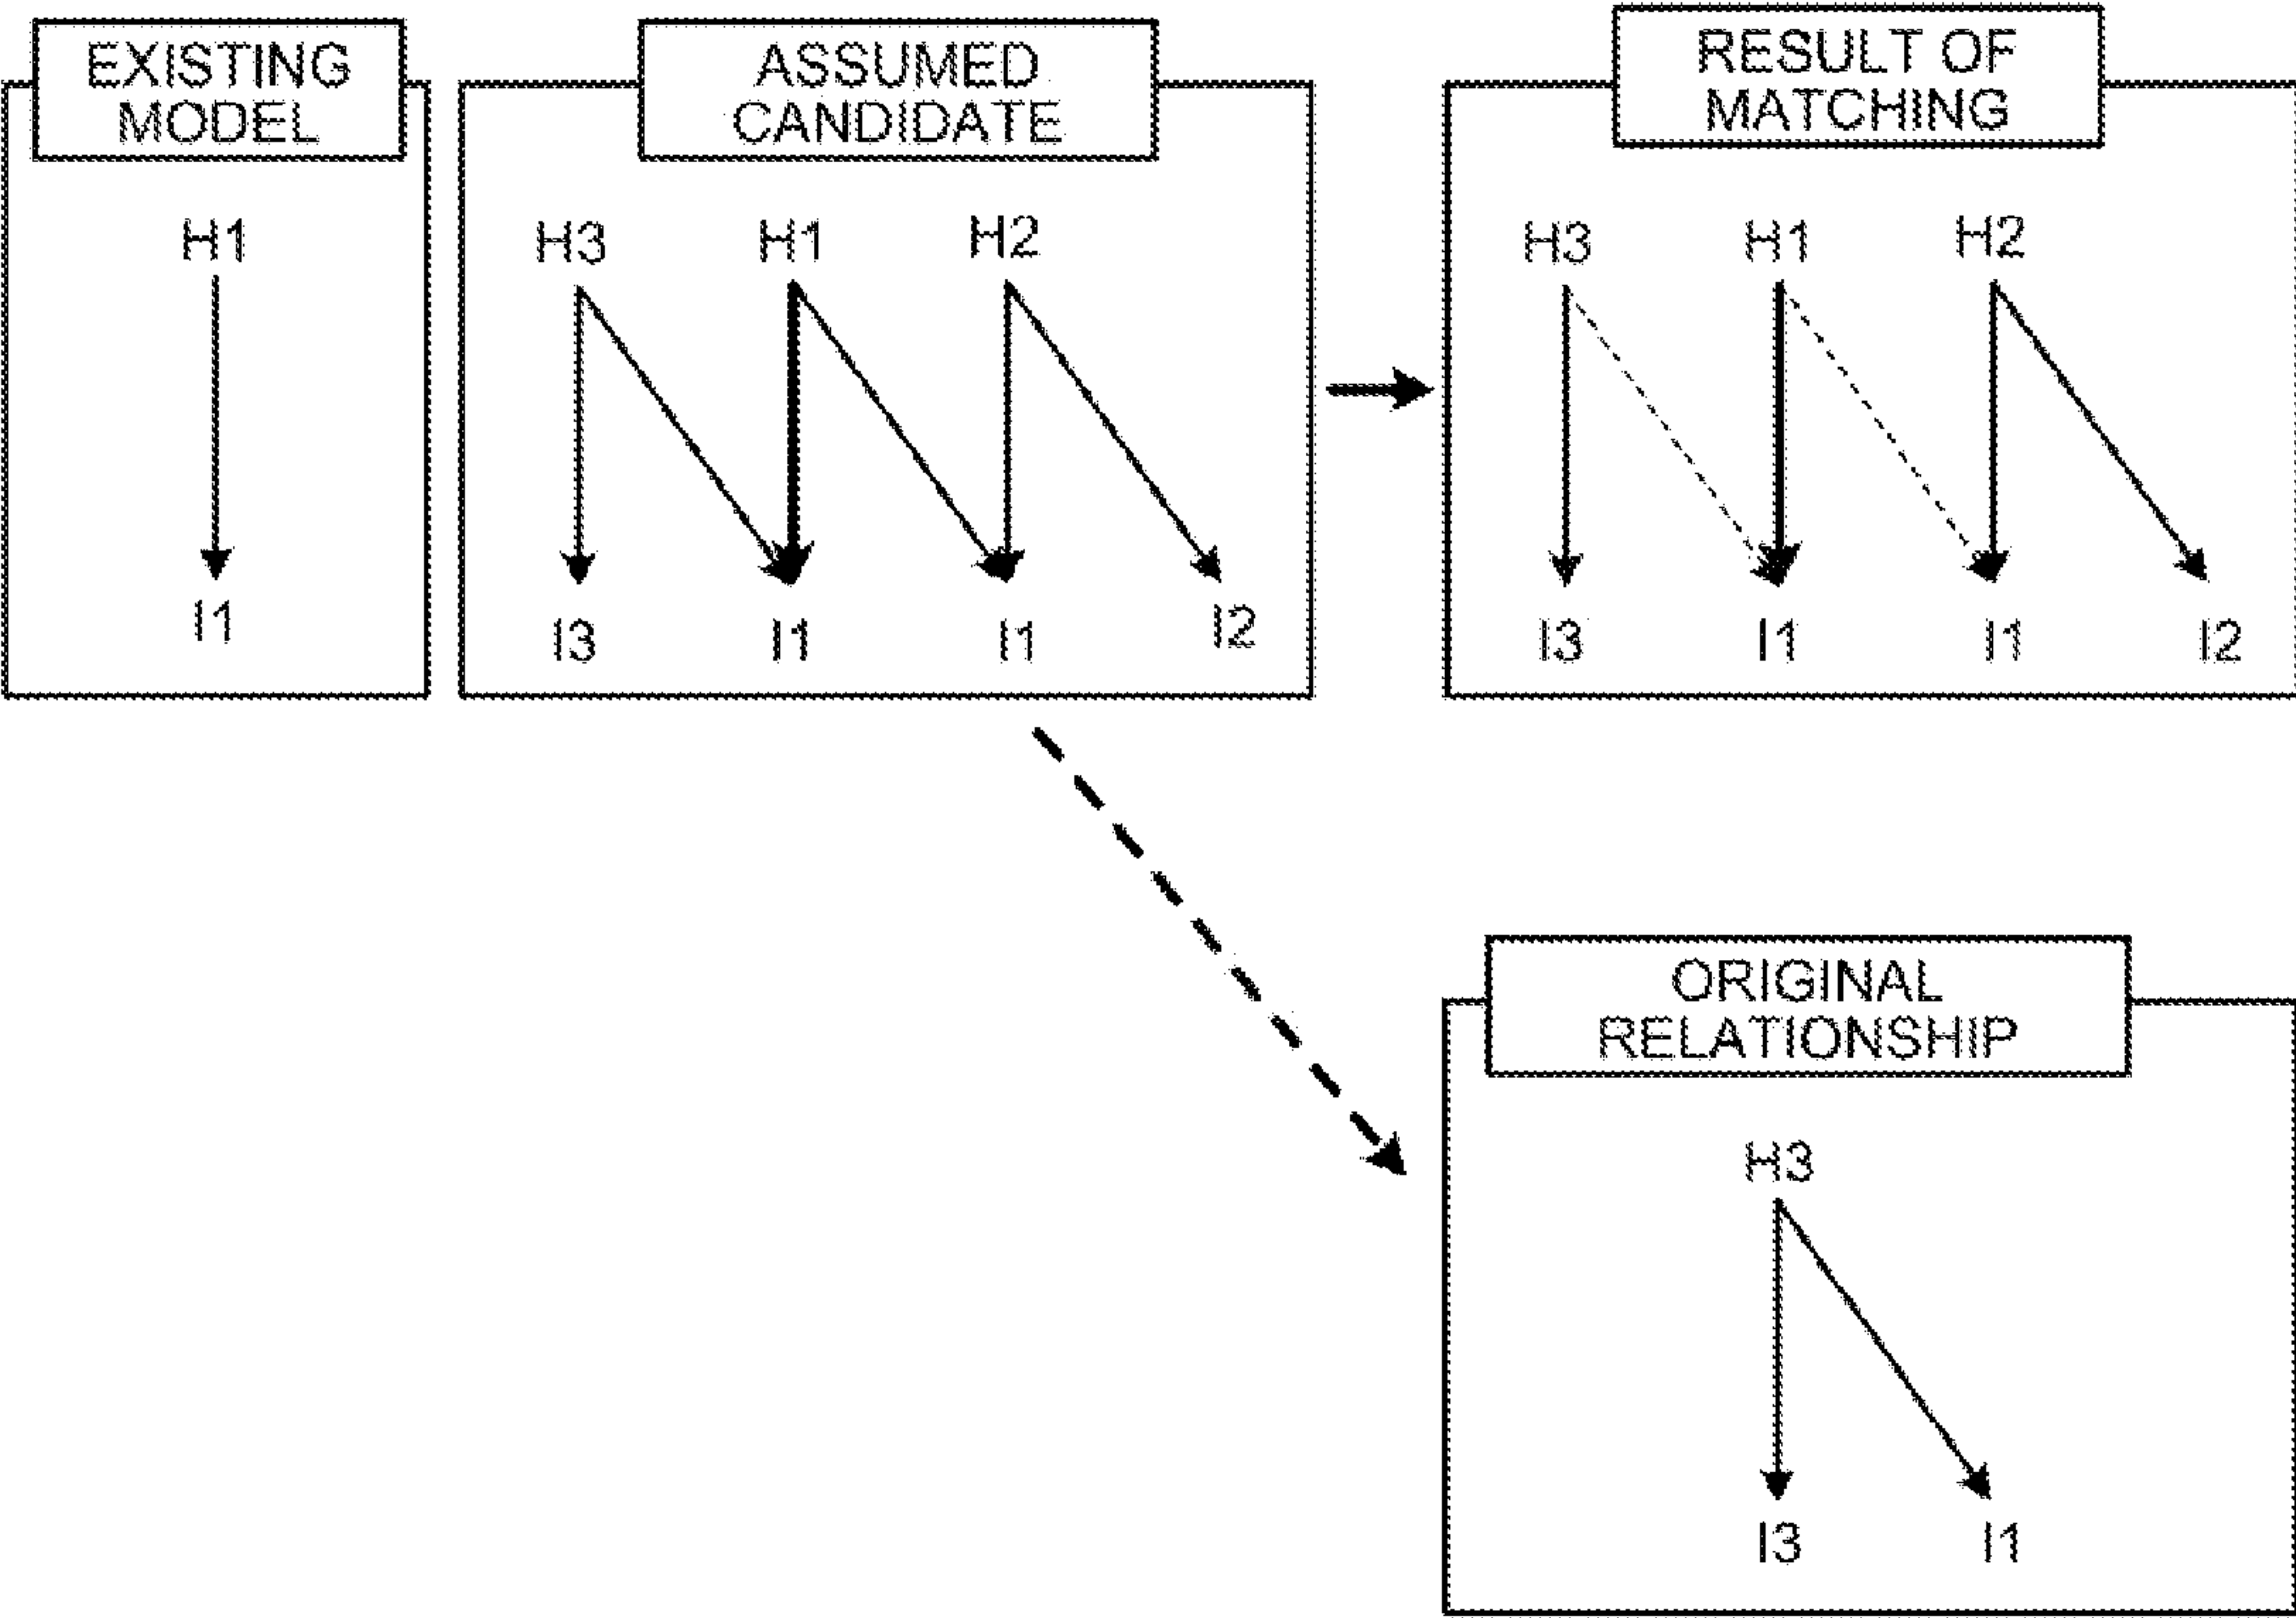 EXISTING
MODEL
H1
I1
ASSUMED
CANDIDATE
H3 H1 H2
I3 I1 I1 I2
RESULT OF
MATCHING
H3 H1 H2
I3 I1 I1 I2
ORIGINAL
RELATIONSHIP
H3
I3 I1